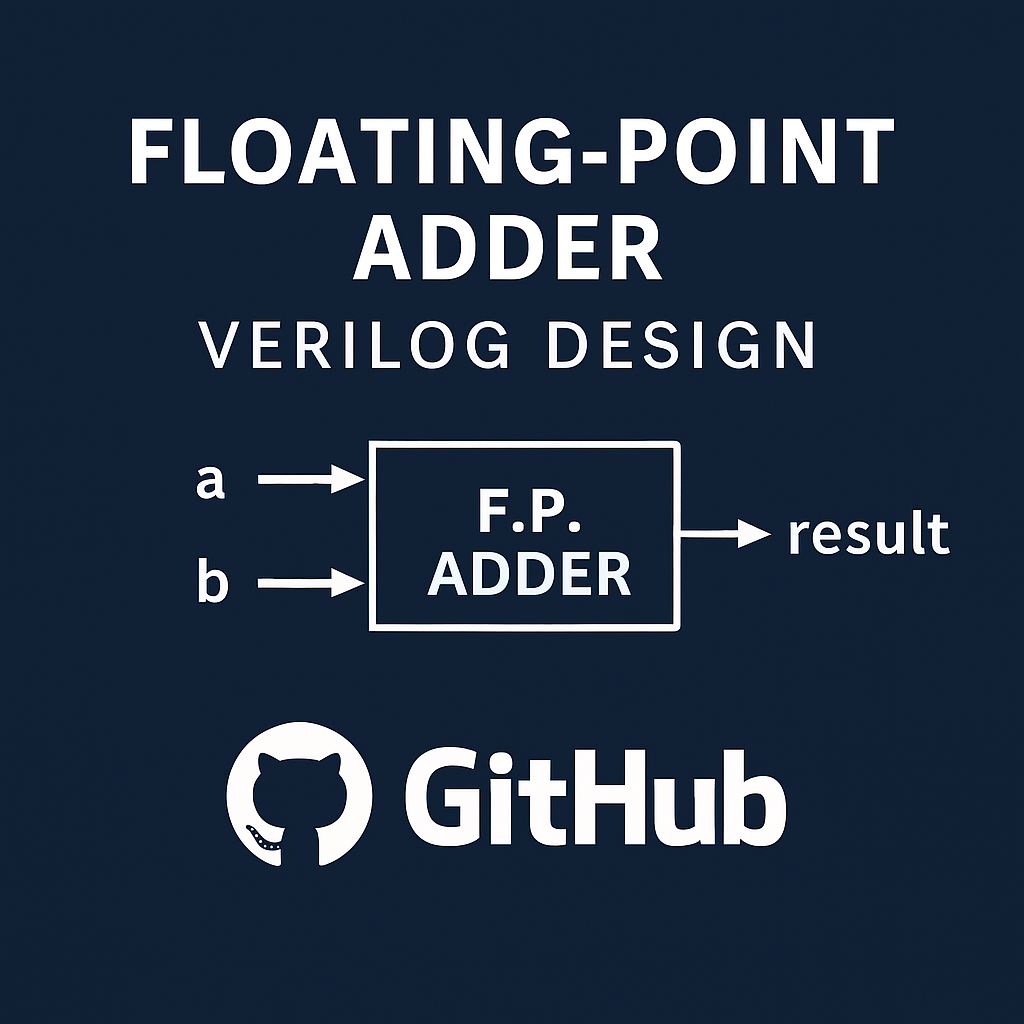 FLOATING-POINT
ADDER
VERILOG DESIGN
a
b
F.P.
ADDER
result
GitHub